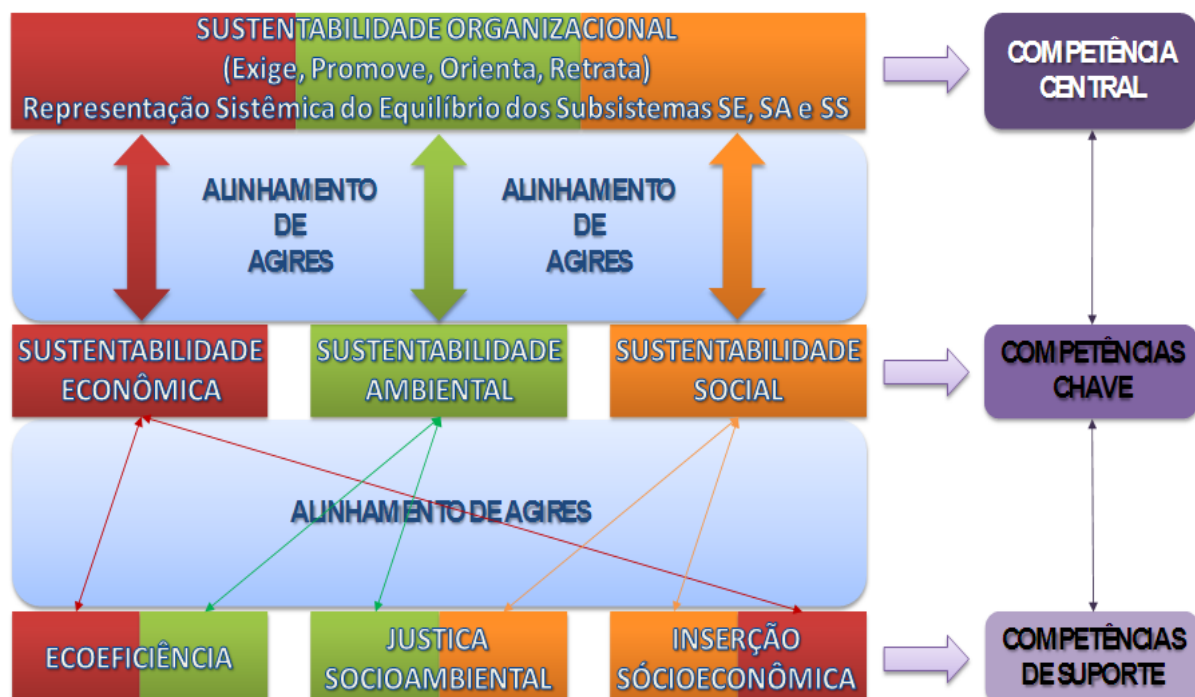 SUSTENTABILIDADE ORGANIZACIONAL
(Exige, Promove, Orienta, Retrata)
Representação Sistêmica do Equilíbrio dos Subsistemas SE, SA e SS
COMPETÊNCIA
CENTRAL
ALINHAMENTO
DE
AGIRES
ALINHAMENTO
DE
AGIRES
SUSTENTABILIDADE
ECONÔMICA
SUSTENTABILIDADE
AMBIENTAL
SUSTENTABILIDADE
SOCIAL
COMPETÊNCIAS
CHAVE
ALINHAMENTO DE AGIRES
ECOEFICIÊNCIA
JUSTICA
SOCIOAMBIENTAL
INSERÇÃO
SÓCIOECONÔMICA
COMPETÊNCIAS
DE SUPORTE